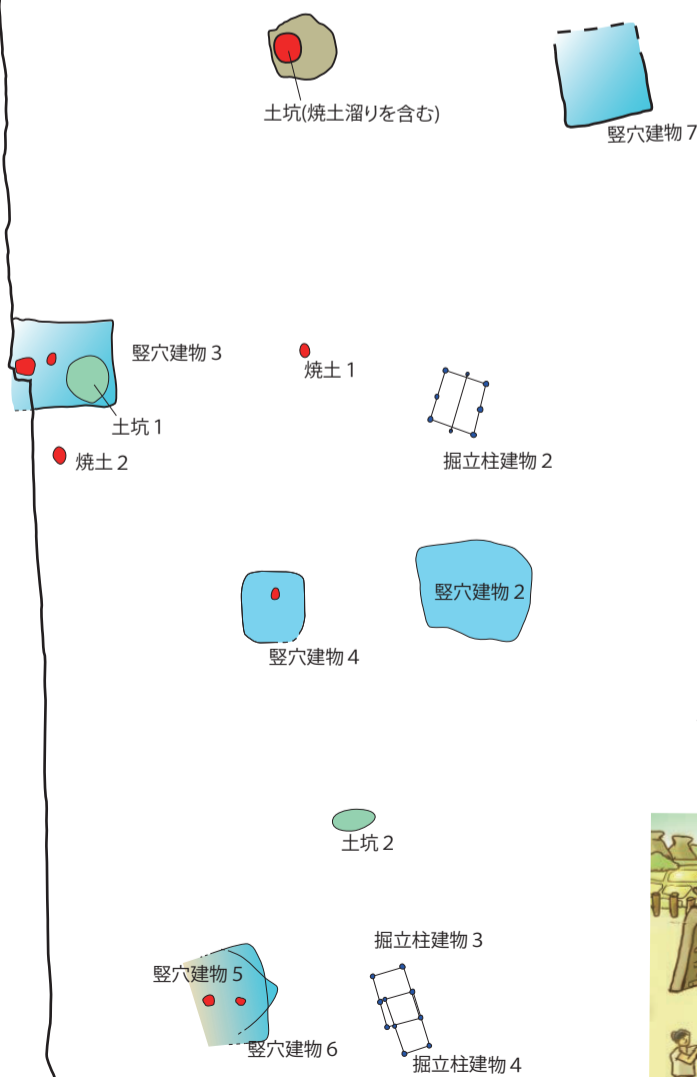 土坑(焼土溜りを含む)
竪穴建物 7
竪穴建物 3
焼土 1
土坑 1
焼土 2
掘立柱建物 2
竪穴建物 2
竪穴建物 4
土坑 2
掘立柱建物 3
竪穴建物 5
竪穴建物 6
掘立柱建物 4